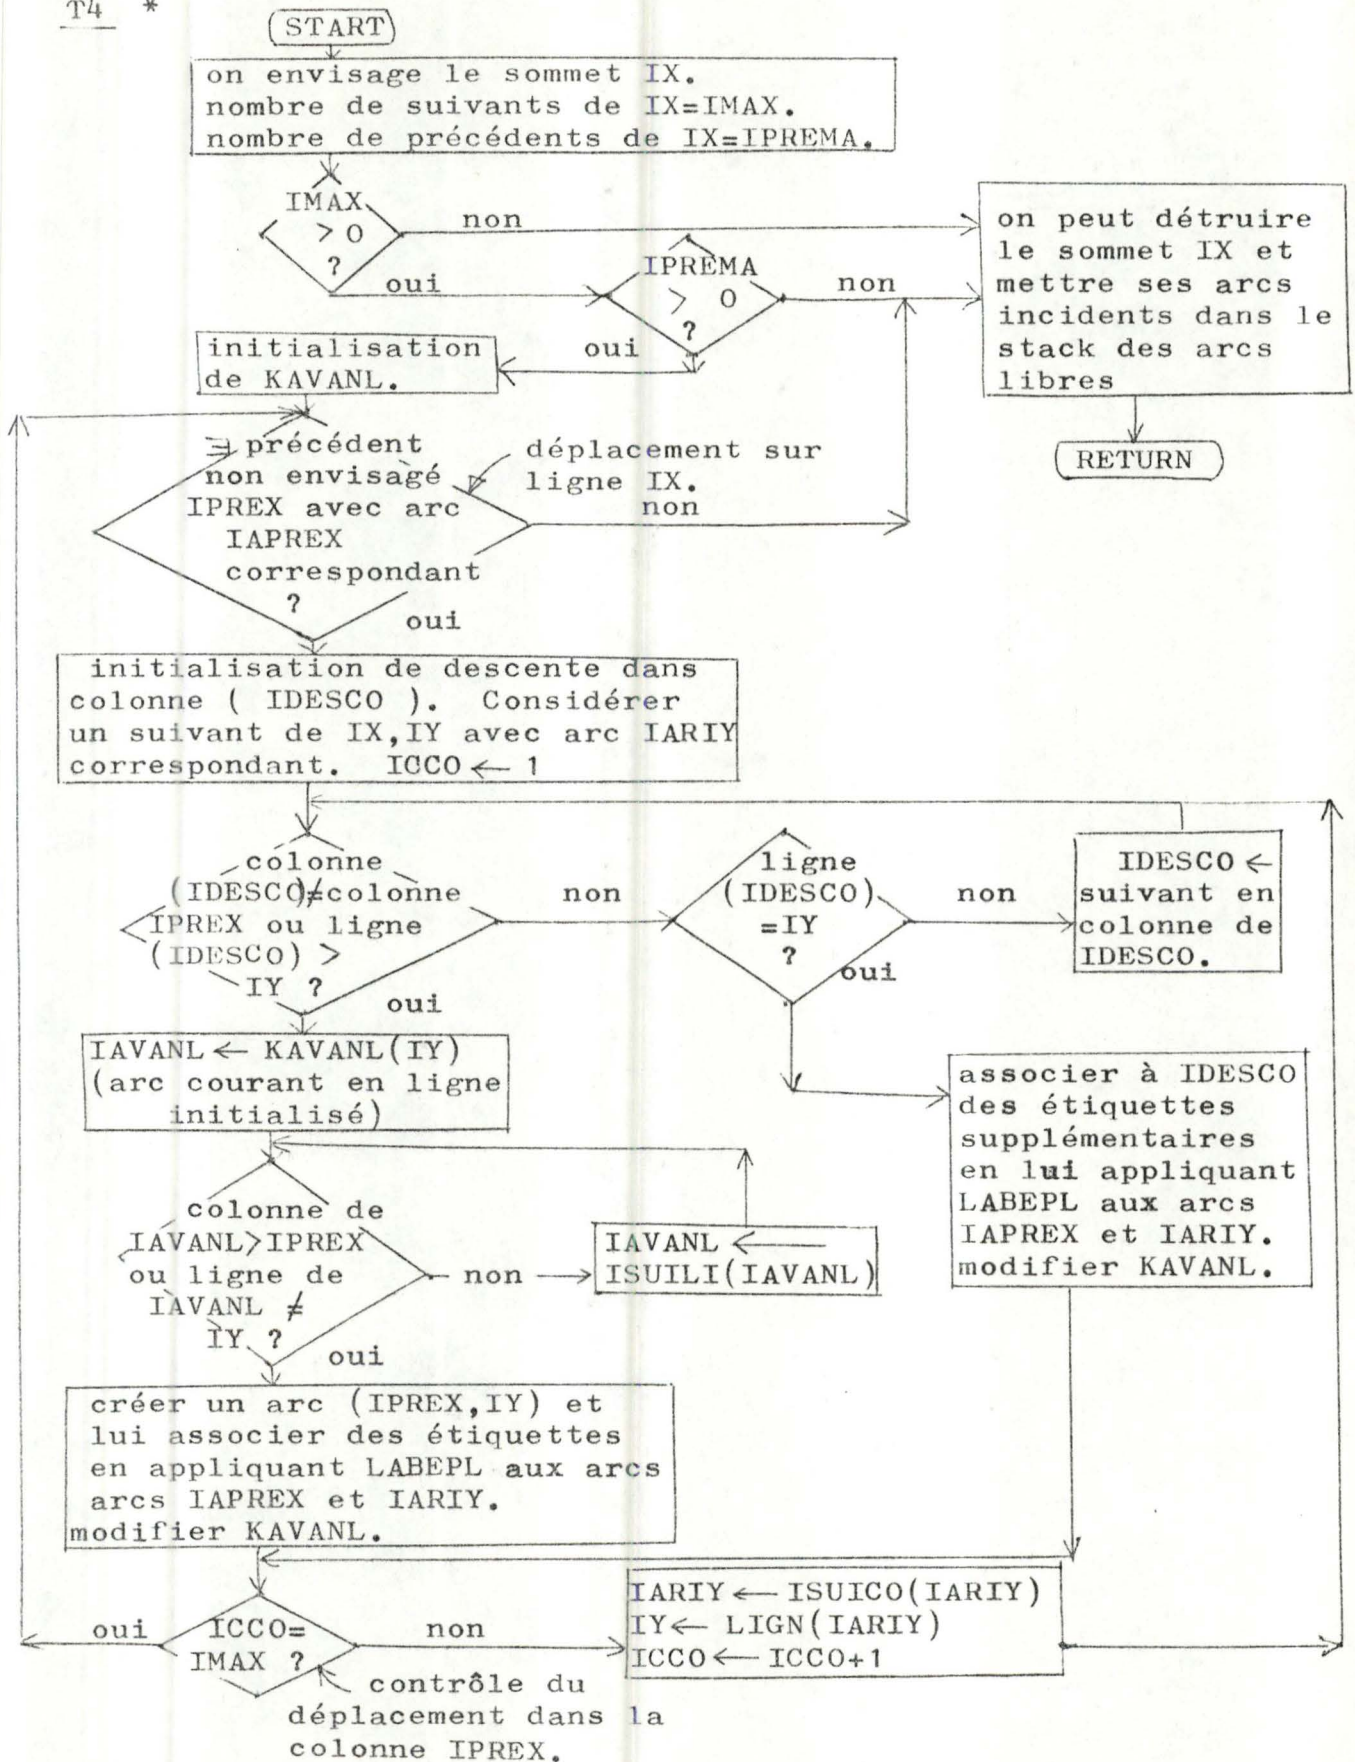 T4 *
START
on envisage le sommet IX.
nombre de suivants de IX=IMAX.
nombre de précédents de IX=IPREMA.
IMAX
> 0
?
non
oui
IPREMA
> 0
?
non
oui
on peut détruire
le sommet IX et
mettre ses arcs
incidents dans le
stack des arcs
libres
RETURN
initialisation
de KAVANL.
∃ précédent
non envisagé
IPREX avec arc
IAPREX
correspondant
?
déplacement sur
ligne IX.
non
oui
initialisation de descente dans
colonne ( IDESCO ). Considérer
un suivant de IX,IY avec arc IARIY
correspondant. ICCO ← 1
colonne
(IDESCO)≠colonne
IPREX ou ligne
(IDESCO) >
IY ?
non
oui
ligne
(IDESCO)
=IY
?
non
oui
IDESCO ←
suivant en
colonne de
IDESCO.
IAVANL ← KAVANL(IY)
(arc courant en ligne
initialisé)
associer à IDESCO
des étiquettes
supplémentaires
en lui appliquant
LABEPL aux arcs
IAPREX et IARIY.
modifier KAVANL.
colonne de
IAVANL>IPREX
ou ligne de
IAVANL ≠
IY ?
non
oui
IAVANL ←
ISUILI(IAVANL)
créer un arc (IPREX,IY) et
lui associer des étiquettes
en appliquant LABEPL aux arcs
arcs IAPREX et IARIY.
modifier KAVANL.
oui
ICCO=
IMAX ?
non
IARIY ← ISUICO(IARIY)
IY← LIGN(IARIY)
ICCO ← ICCO+1
contrôle du
déplacement dans la
colonne IPREX.